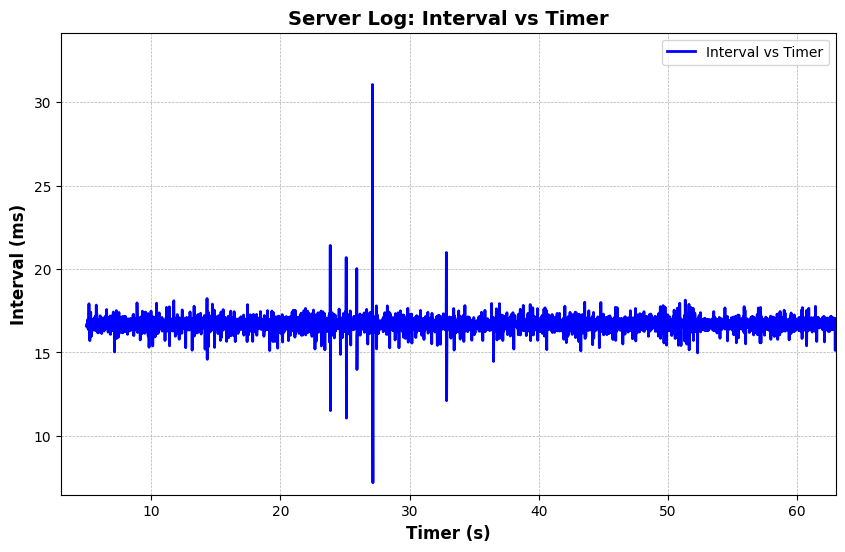 Server Log: Interval vs Timer
Interval vs Timer
30
25
20
15
10
Interval (ms)
10 20 30 40 50 60
Timer (s)